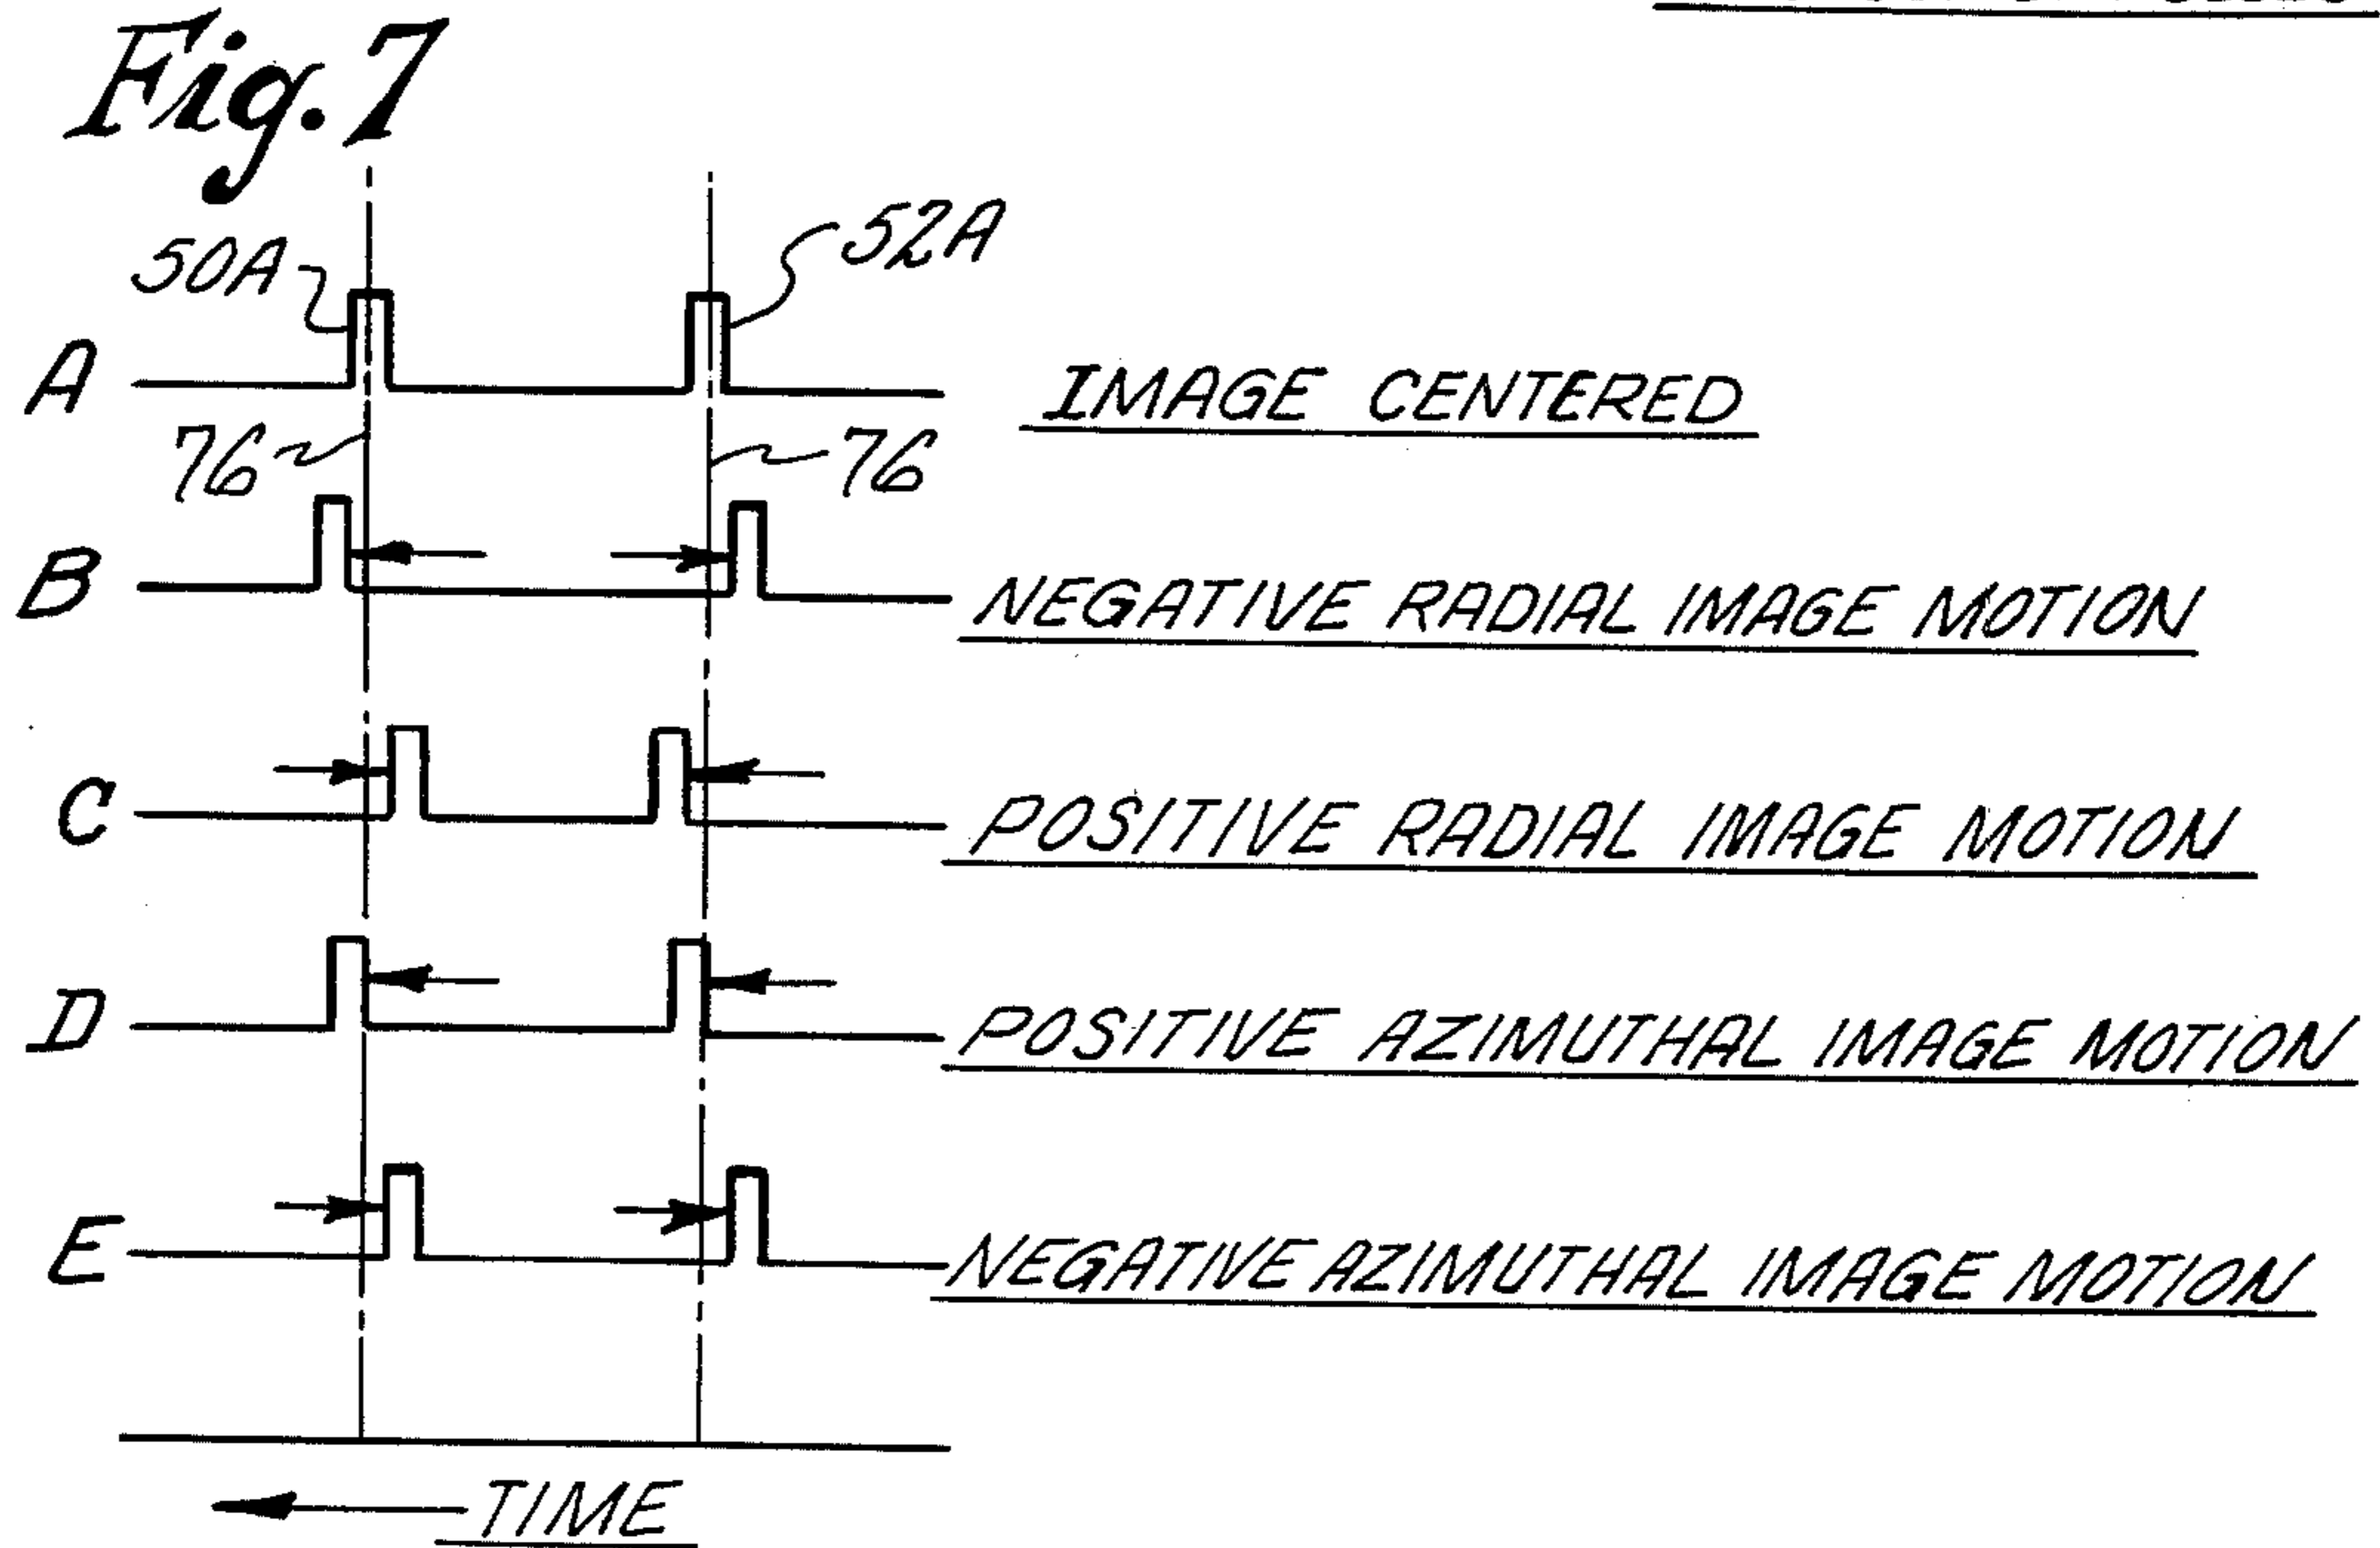 Fig. 7
50A
52A
A
IMAGE CENTERED
76
76
B
NEGATIVE RADIAL IMAGE MOTION
C
POSITIVE RADIAL IMAGE MOTION
D
POSITIVE AZIMUTHAL IMAGE MOTION
E
NEGATIVE AZIMUTHAL IMAGE MOTION
TIME